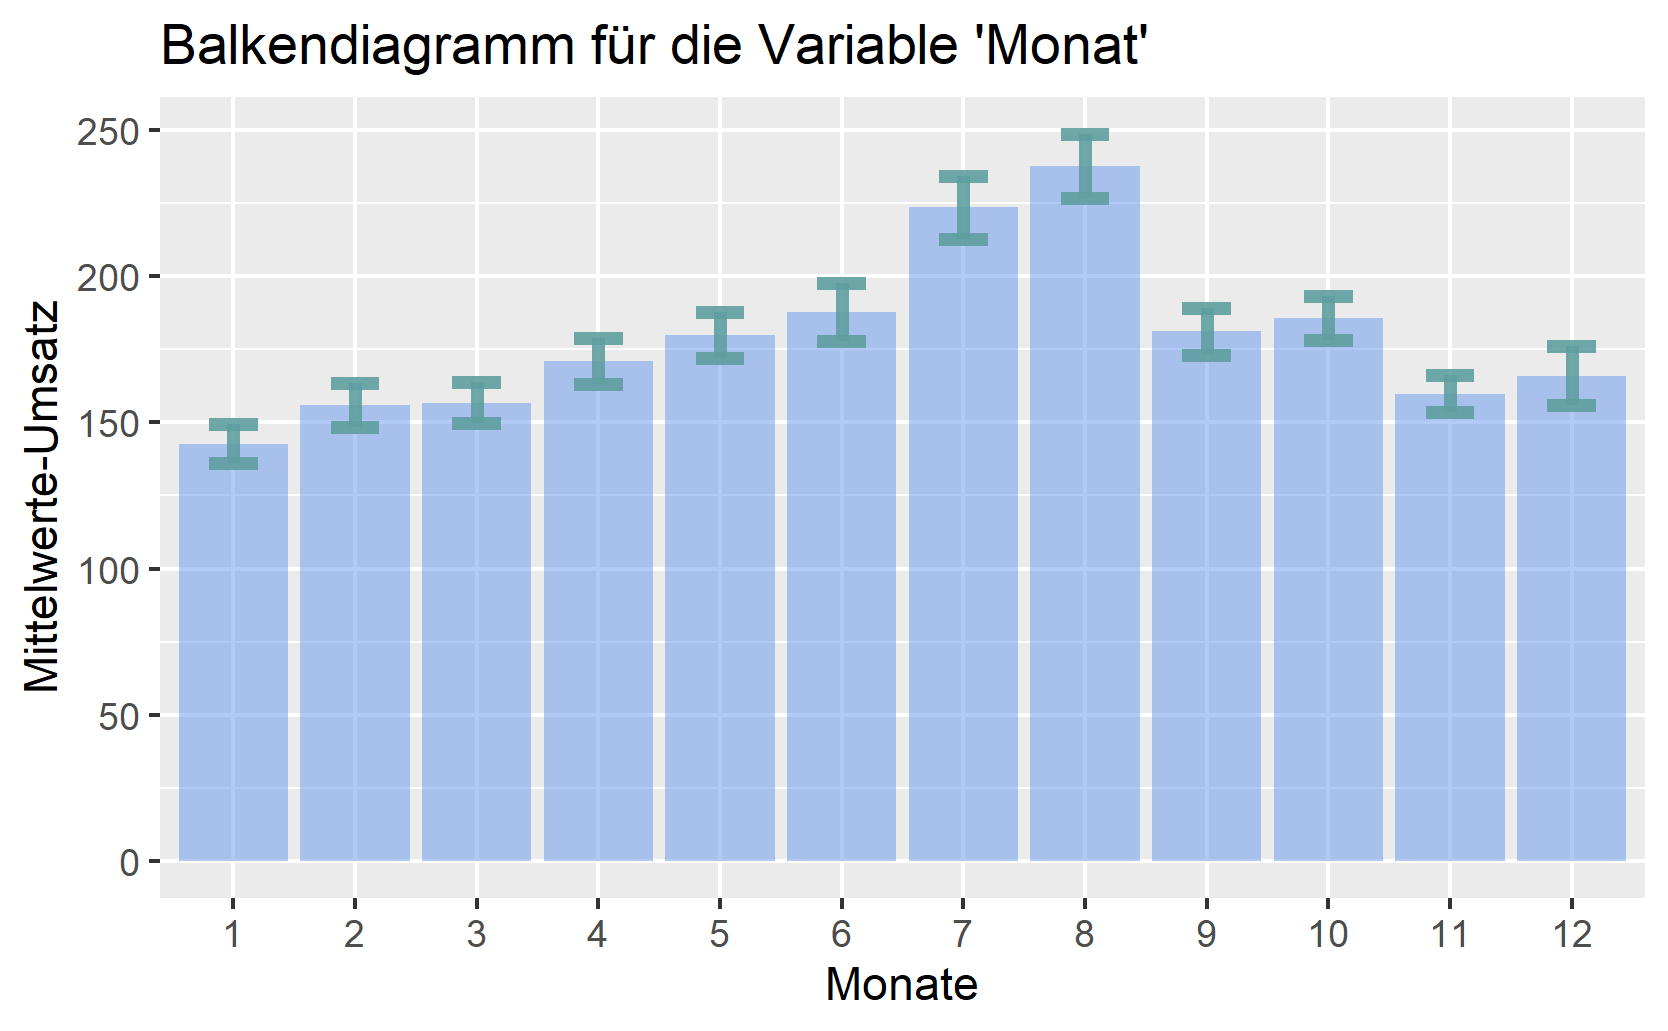 Balkendiagramm für die Variable 'Monat'
Mittelwerte-Umsatz
250
200
150
100
50
0
1 2 3 4 5 6 7 8 9 10 11 12
Monate